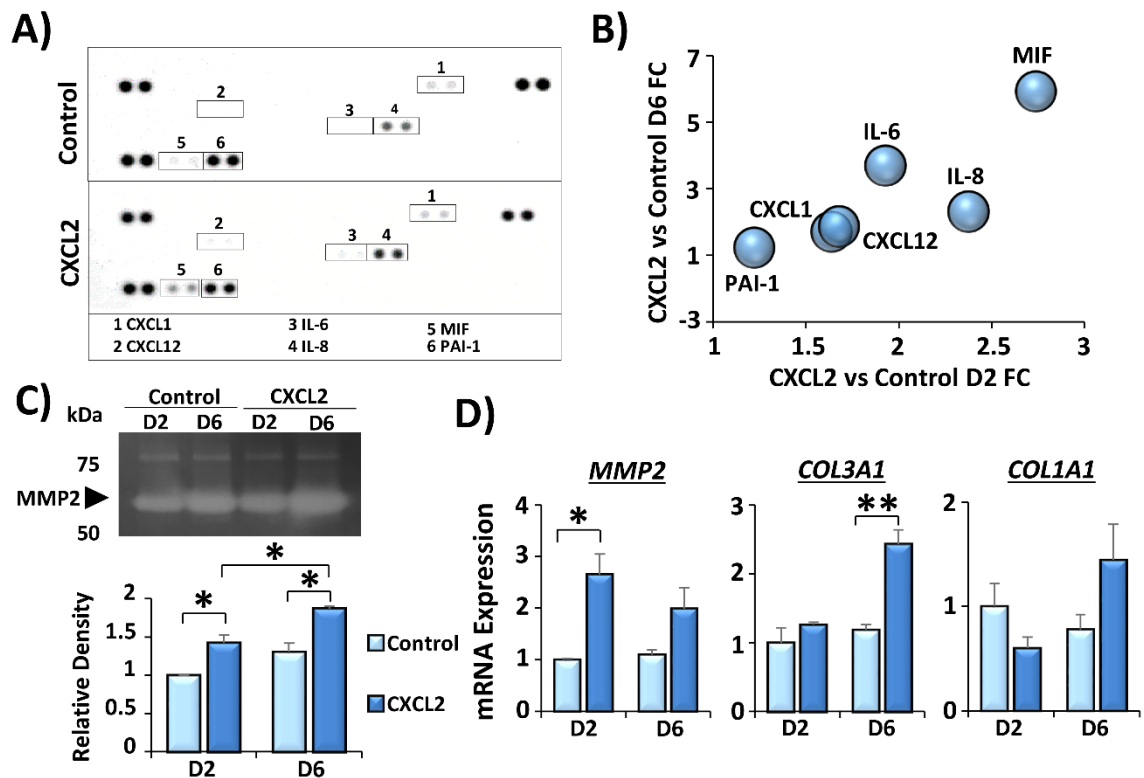 A)
Control
1
2
3
4
5
6
CXCL2
1
2
3
4
5
6
1 CXCL1
3 IL-6
5 MIF
2 CXCL12
4 IL-8
6 PAI-1
B)
CXCL2 vs Control D6 FC
7
5
3
1
-3
MIF
IL-6
IL-8
CXCL1
CXCL12
PAI-1
1
1.5
2
2.5
3
CXCL2 vs Control D2 FC
C)
Control
CXCL2
kDa
D2
D6
D2
D6
75
MMP2
50
Relative Density
2
1.5
1
0.5
0
*
*
*
D2
D6
Control
CXCL2
D)
mRNA Expression
MMP2
4
3
2
1
0
*
D2
D6
COL3A1
3
2
1
0
**
D2
D6
COL1A1
2
1
0
D2
D6